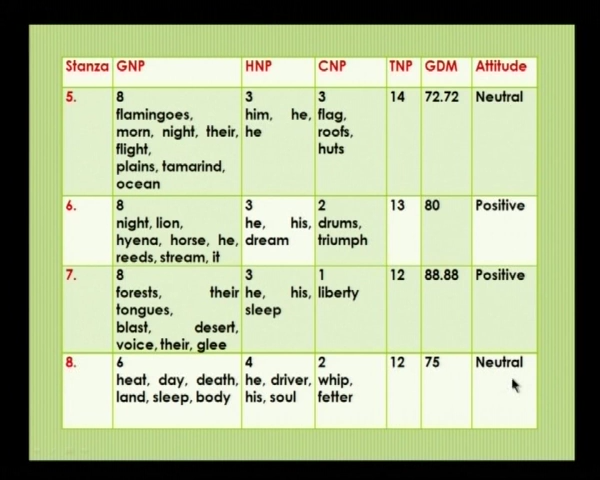 Stanza GNP HNP CNP TNP GDM Attitude
5. 8 3 3 14 72.72 Neutral
flamingoes, him, he, flag,
morn, night, their, he roofs,
flight, huts
plains, tamarind,
ocean
6. 8 3 2 13 80 Positive
night, lion, he, his, drums,
hyena, horse, he, dream triumph
reeds, stream, it
7. 8 3 1 12 88.88 Positive
forests, their he, his, liberty
tongues, sleep
blast, desert,
voice, their, glee
8. 6 4 2 12 75 Neutral
heat, day, death, he, driver, whip,
land, sleep, body his, soul fetter